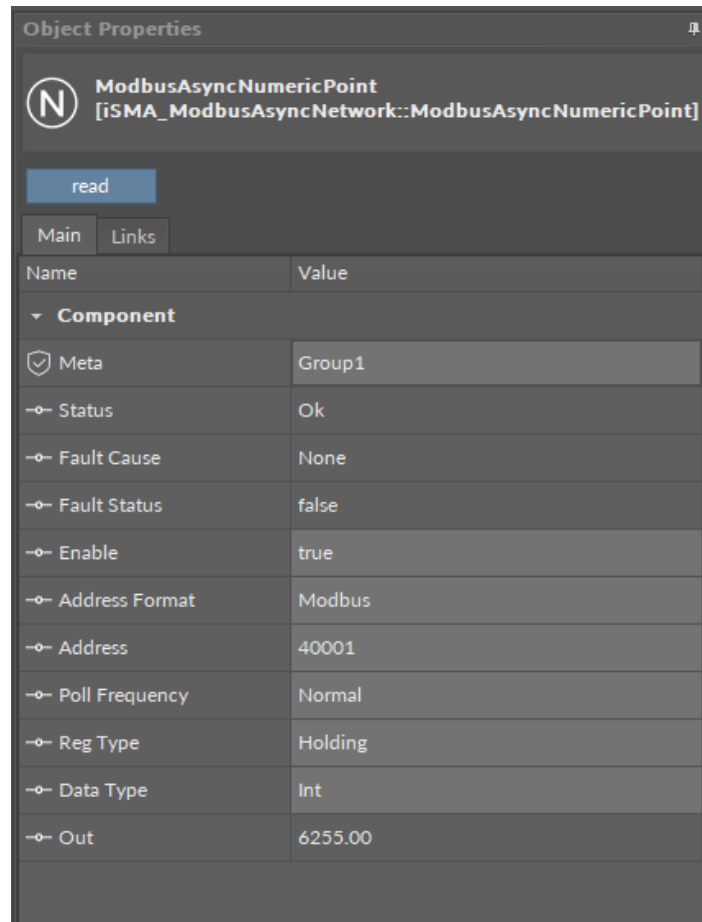 Object Properties
ModbusAsyncNumericPoint
[iSMA_ModbusAsyncNetwork::ModbusAsyncNumericPoint]
read
Main Links
Name Value
Component
Meta Group1
Status Ok
Fault Cause None
Fault Status false
Enable true
Address Format Modbus
Address 40001
Poll Frequency Normal
Reg Type Holding
Data Type Int
Out 6255.00